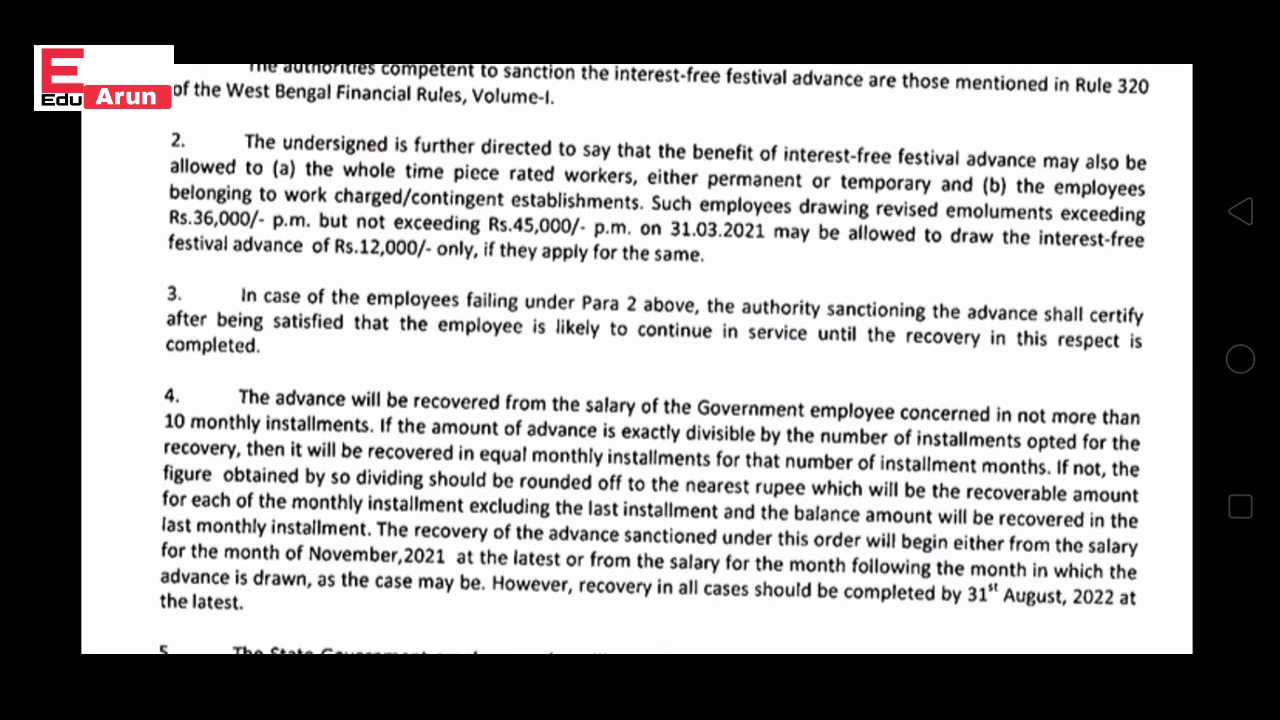 E
Edu Arun
The authorities competent to sanction the interest-free festival advance are those mentioned in Rule 320
of the West Bengal Financial Rules, Volume-I.
2. The undersigned is further directed to say that the benefit of interest-free festival advance may also be
allowed to (a) the whole time piece rated workers, either permanent or temporary and (b) the employees
belonging to work charged/contingent establishments. Such employees drawing revised emoluments exceeding
Rs.36,000/- p.m. but not exceeding Rs.45,000/- p.m. on 31.03.2021 may be allowed to draw the interest-free
festival advance of Rs.12,000/- only, if they apply for the same.
3. In case of the employees failing under Para 2 above, the authority sanctioning the advance shall certify
after being satisfied that the employee is likely to continue in service until the recovery in this respect is
completed.
4. The advance will be recovered from the salary of the Government employee concerned in not more than
10 monthly installments. If the amount of advance is exactly divisible by the number of installments opted for the
recovery, then it will be recovered in equal monthly installments for that number of installment months. If not, the
figure obtained by so dividing should be rounded off to the nearest rupee which will be the recoverable amount
for each of the monthly installment excluding the last installment and the balance amount will be recovered in the
last monthly installment. The recovery of the advance sanctioned under this order will begin either from the salary
for the month of November,2021 at the latest or from the salary for the month following the month in which the
advance is drawn, as the case may be. However, recovery in all cases should be completed by 31st August, 2022 at
the latest.
5. The State Government